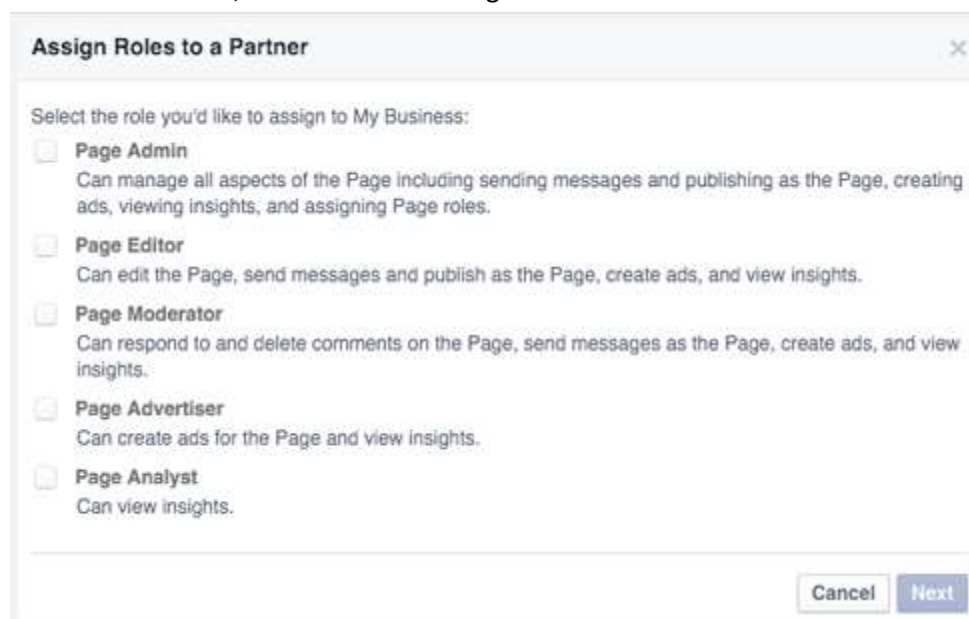 Assign Roles to a Partner
Select the role you'd like to assign to My Business:
Page Admin
Can manage all aspects of the Page including sending messages and publishing as the Page, creating
ads, viewing insights, and assigning Page roles.
Page Editor
Can edit the Page, send messages and publish as the Page, create ads, and view insights.
Page Moderator
Can respond to and delete comments on the Page, send messages as the Page, create ads, and view
insights.
Page Advertiser
Can create ads for the Page and view insights.
Page Analyst
Can view insights.
Cancel Next